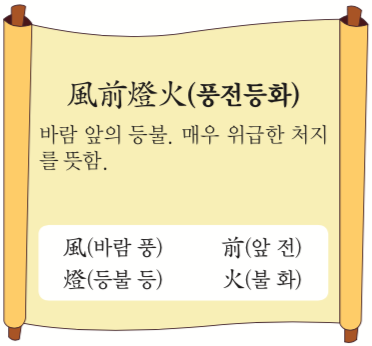 風前燈火(풍전등화)
바람 앞의 등불. 매우 위급한 처지
를 뜻함.
風(바람 풍) 前(앞 전)
燈(등불 등) 火(불 화)